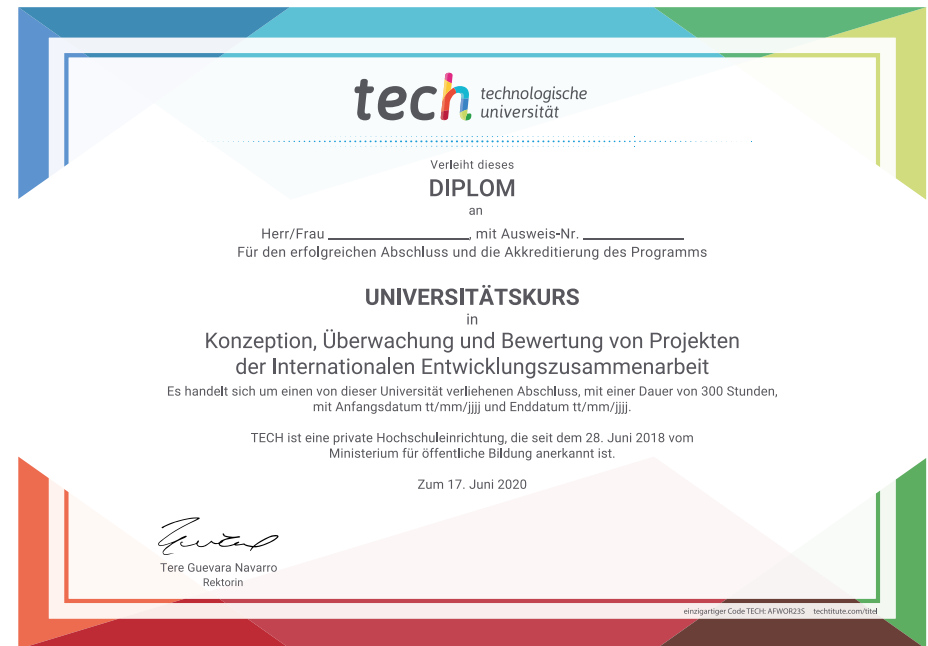 tech technologische
universität
Verleiht dieses
DIPLOM
an
Herr/Frau ____________________, mit Ausweis-Nr. ______________
Für den erfolgreichen Abschluss und die Akkreditierung des Programms
UNIVERSITÄTSKURS
in
Konzeption, Überwachung und Bewertung von Projekten
der Internationalen Entwicklungszusammenarbeit
Es handelt sich um einen von dieser Universität verliehenen Abschluss, mit einer Dauer von 300 Stunden,
mit Anfangsdatum tt/mm/jjjj und Enddatum tt/mm/jjjj.
TECH ist eine private Hochschuleinrichtung, die seit dem 28. Juni 2018 vom
Ministerium für öffentliche Bildung anerkannt ist.
Zum 17. Juni 2020
Tere Guevara Navarro
Rektorin
einzigartiger Code TECH: AFWOR23S techtitute.com/titel